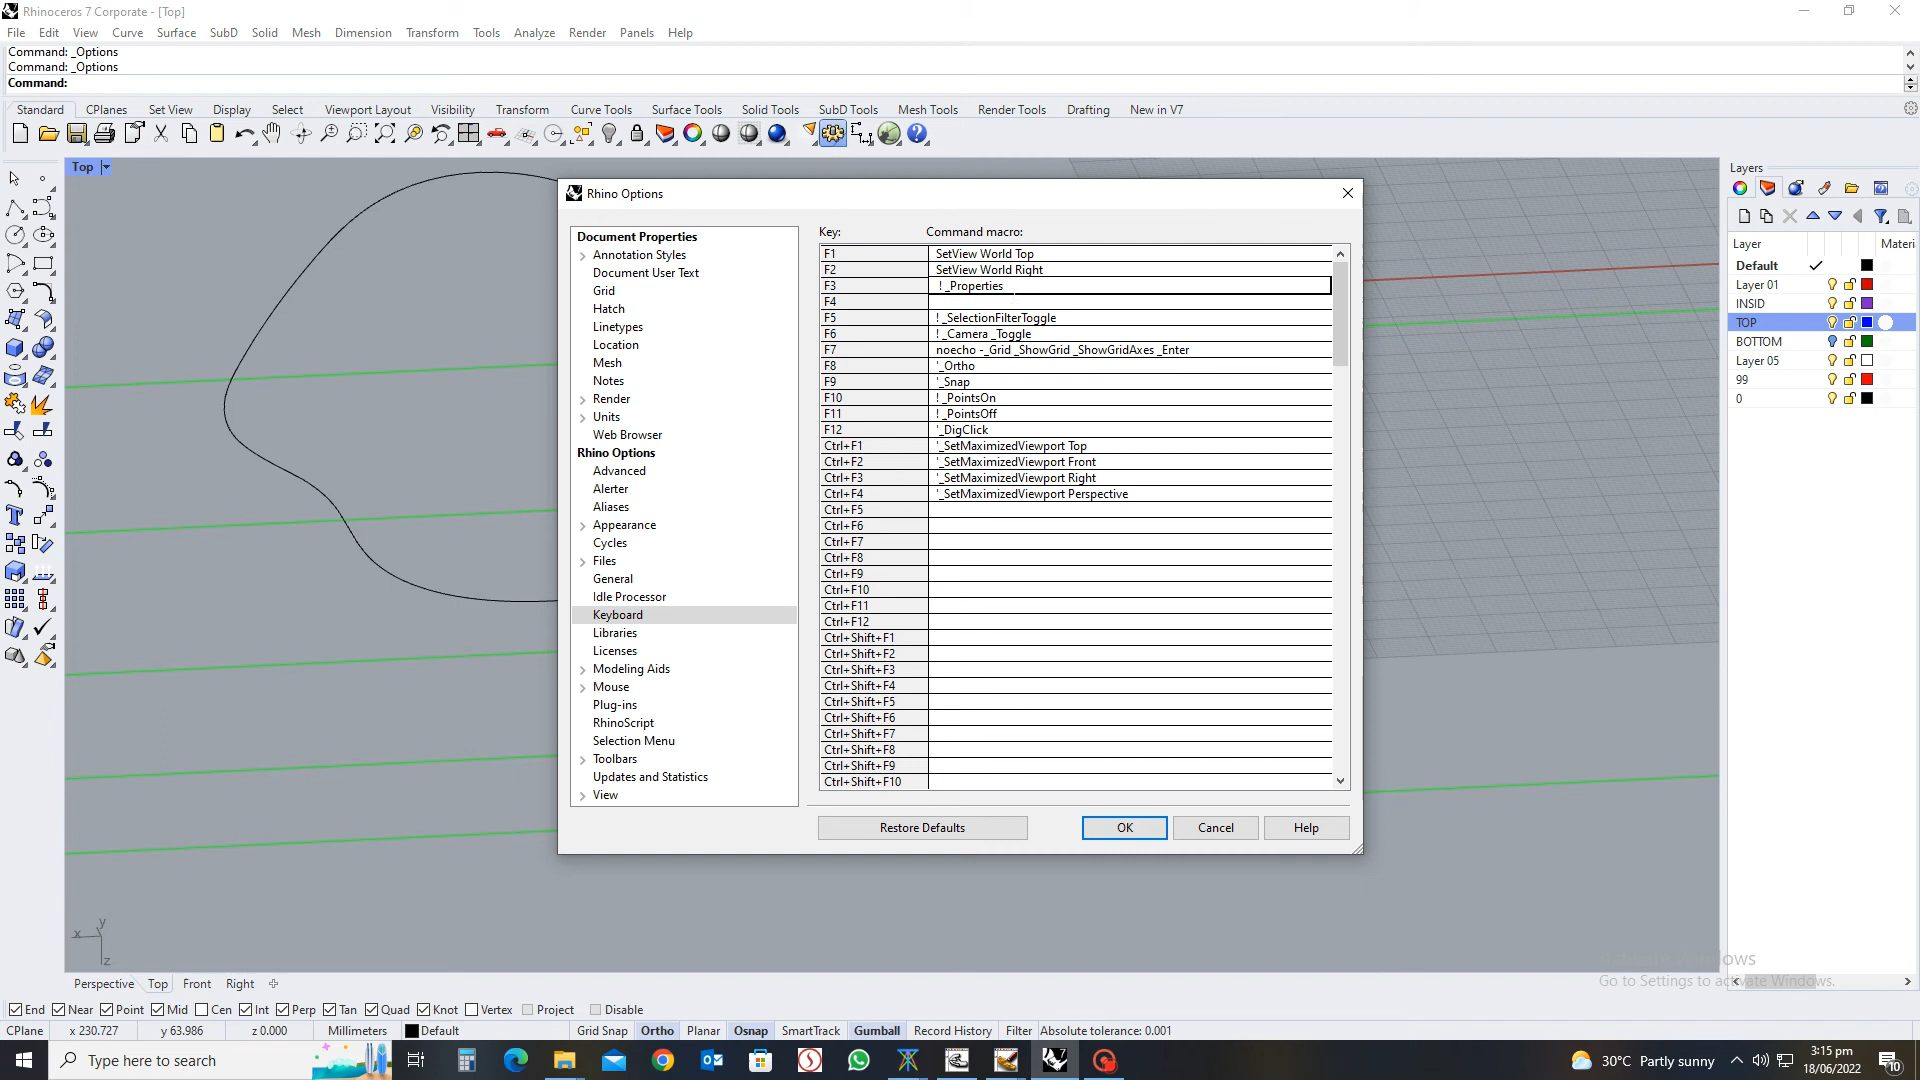 Rhinoceros 7 Corporate - [Top]
File Edit View Curve Surface SubD Solid Mesh Dimension Transform Tools Analyze Render Panels Help
Command: _Options
Command: _Options
Command:
Standard CPlanes Set View Display Select Viewport Layout Visibility Transform Curve Tools Surface Tools Solid Tools SubD Tools Mesh Tools Render Tools Drafting New in V7
Top
Rhino Options
Document Properties
Annotation Styles
Document User Text
Grid
Hatch
Linetypes
Location
Mesh
Notes
Render
Units
Web Browser
Rhino Options
Advanced
Alerter
Aliases
Appearance
Cycles
Files
General
Idle Processor
Keyboard
Libraries
Licenses
Modeling Aids
Mouse
Plug-ins
RhinoScript
Selection Menu
Toolbars
Updates and Statistics
View
Key: Command macro:
F1 SetView World Top
F2 SetView World Right
F3 ! _Properties
F4
F5 ! _SelectionFilterToggle
F6 ! _Camera _Toggle
F7 noecho -_Grid _ShowGrid _ShowGridAxes _Enter
F8 '_Ortho
F9 '_Snap
F10 ! _PointsOn
F11 ! _PointsOff
F12 '_DigClick
Ctrl+F1 '_SetMaximizedViewport Top
Ctrl+F2 '_SetMaximizedViewport Front
Ctrl+F3 '_SetMaximizedViewport Right
Ctrl+F4 '_SetMaximizedViewport Perspective
Ctrl+F5
Ctrl+F6
Ctrl+F7
Ctrl+F8
Ctrl+F9
Ctrl+F10
Ctrl+F11
Ctrl+F12
Ctrl+Shift+F1
Ctrl+Shift+F2
Ctrl+Shift+F3
Ctrl+Shift+F4
Ctrl+Shift+F5
Ctrl+Shift+F6
Ctrl+Shift+F7
Ctrl+Shift+F8
Ctrl+Shift+F9
Ctrl+Shift+F10
Restore Defaults OK Cancel Help
Layers
Layer Materi
Default
Layer 01
INSID
TOP
BOTTOM
Layer 05
99
0
y
x
z
Go to Settings to activate Windows.
Perspective Top Front Right
End Near Point Mid Cen Int Perp Tan Quad Knot Vertex Project Disable
CPlane x 230.727 y 63.986 z 0.000 Millimeters Default Grid Snap Ortho Planar Osnap SmartTrack Gumball Record History Filter Absolute tolerance: 0.001
Type here to search
30°C Partly sunny
3:15 pm
18/06/2022
10